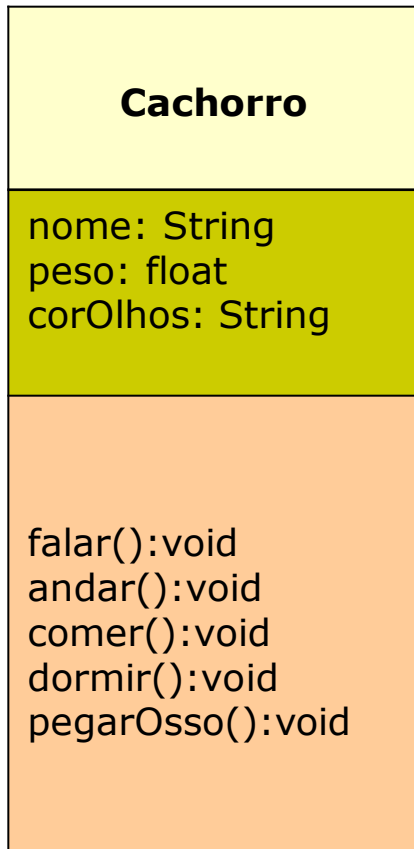 Cachorro
nome: String
peso: float
corOlhos: String
falar():void
andar():void
comer():void
dormir():void
pegarOsso():void